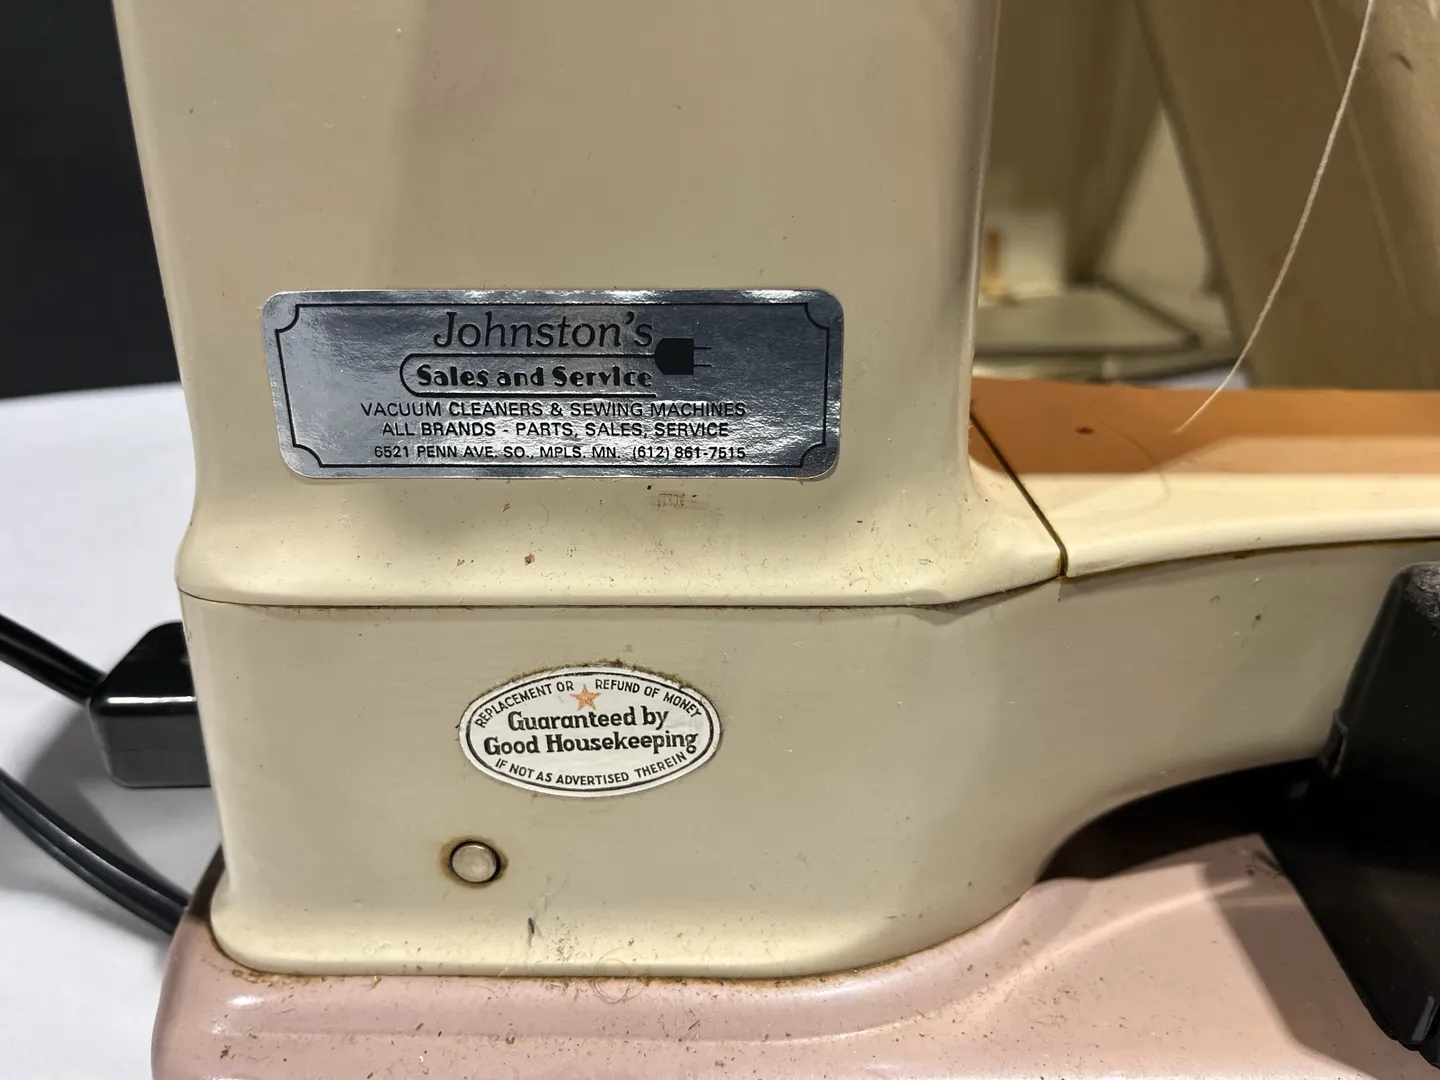 Johnston's
Sales and Service
VACUUM CLEANERS & SEWING MACHINES
ALL BRANDS - PARTS, SALES, SERVICE
6521 PENN AVE. SO., MPLS. MN. (612) 861-7515
REPLACEMENT OR REFUND OF MONEY
Guaranteed by
Good Housekeeping
IF NOT AS ADVERTISED THEREIN